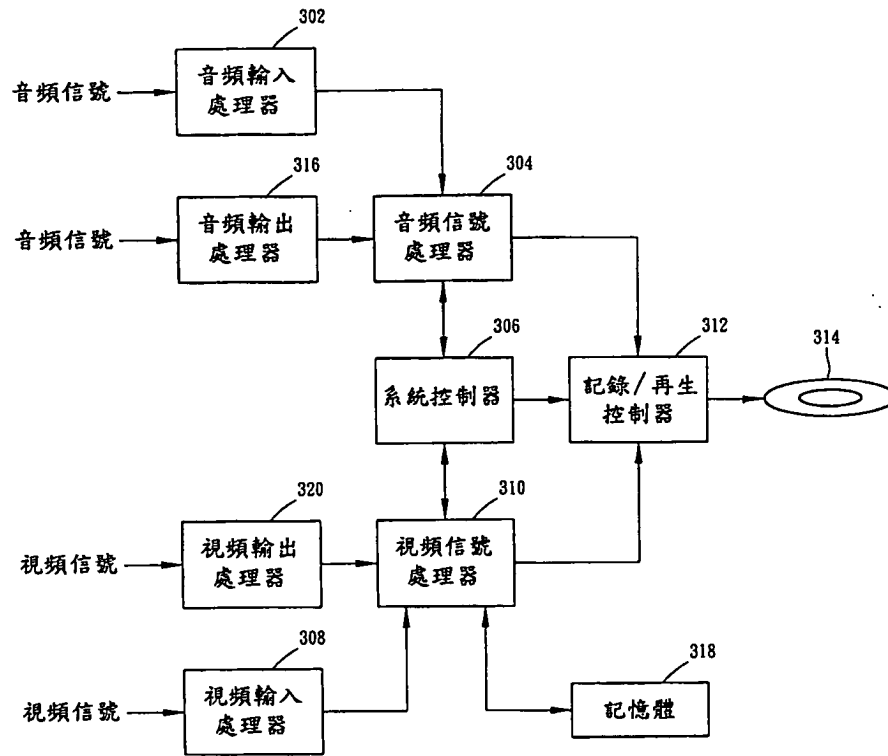 302
音頻信號
音頻輸入
處理器
316
304
音頻信號
音頻輸出
處理器
音頻信號
處理器
306
312
314
系統控制器
記錄/再生
控制器
320
310
視頻信號
視頻輸出
處理器
視頻信號
處理器
308
318
視頻信號
視頻輸入
處理器
記憶體